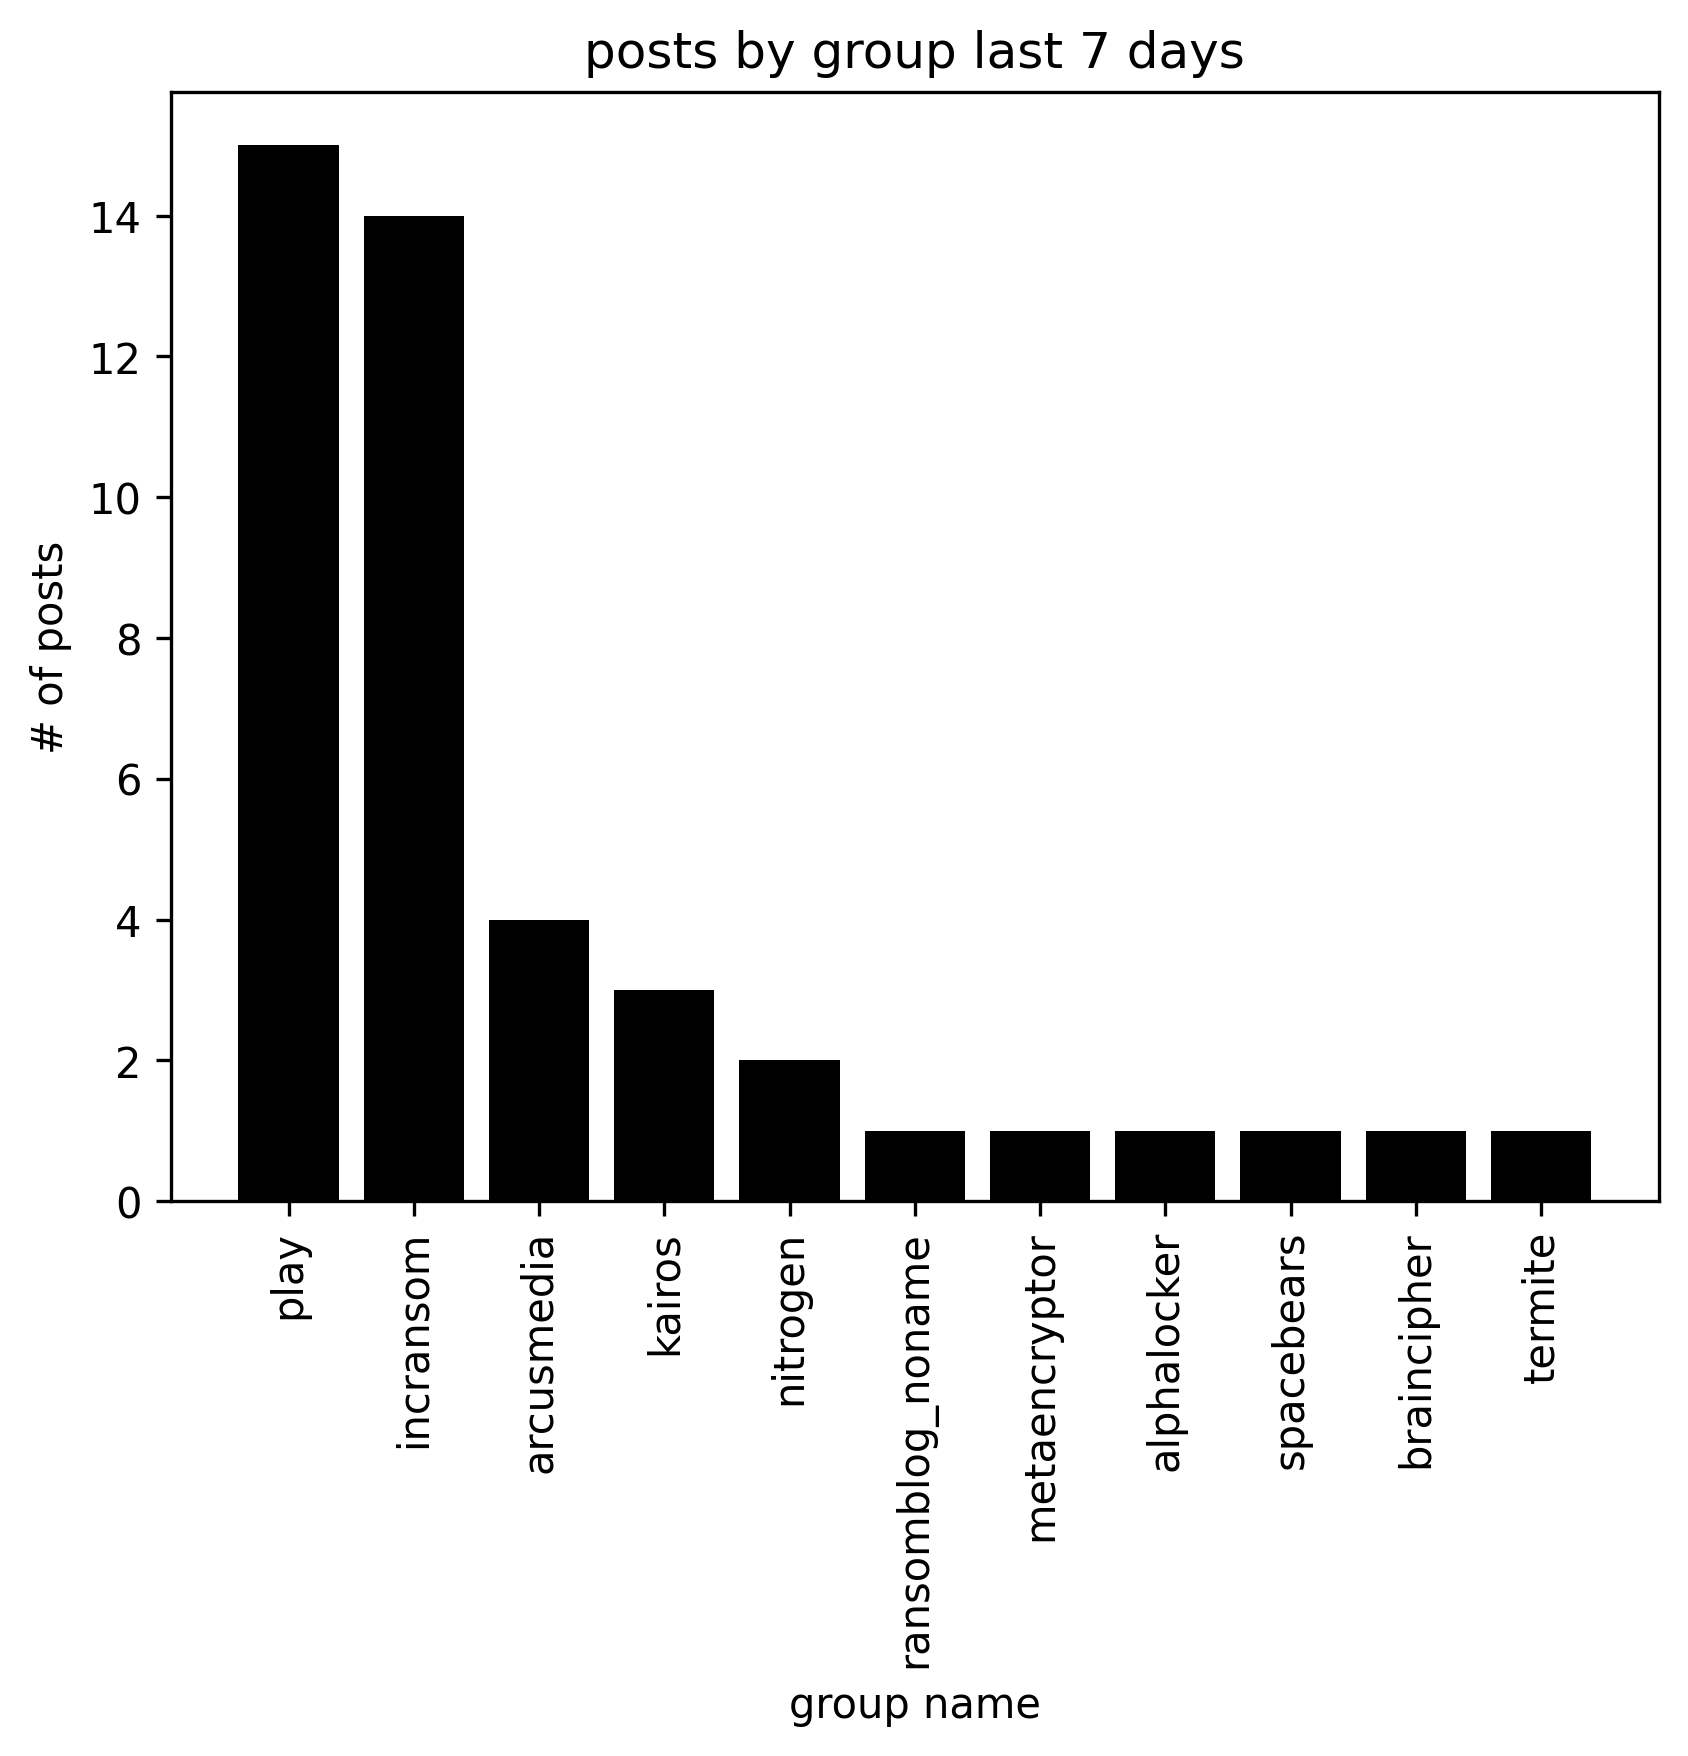 posts by group last 7 days
# of posts
14
12
10
8
6
4
2
0
play
incransom
arcusmedia
kairos
nitrogen
ransomblog_noname
metaencryptor
alphalocker
spacebears
braincipher
termite
group name